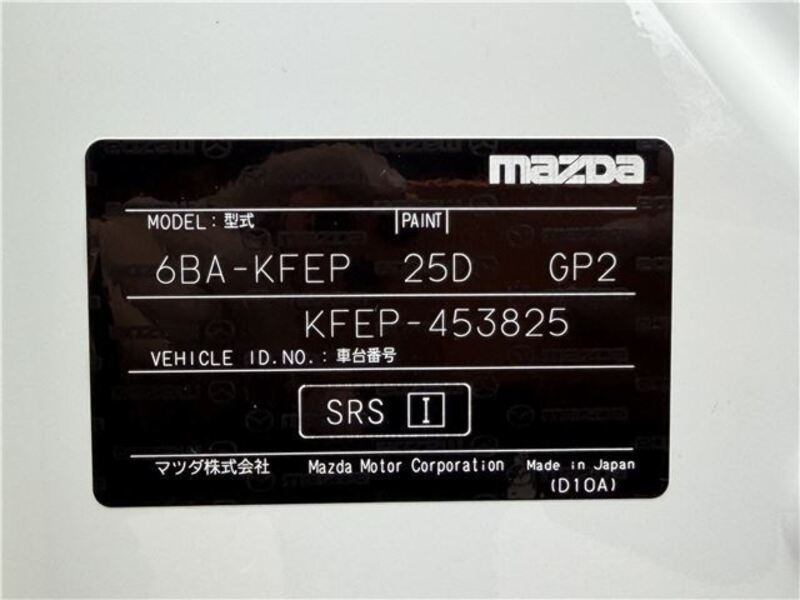 mazda
MODEL : 型式 PAINT
6BA-KFEP 25D GP2
KFEP-453825
VEHICLE ID.NO. : 車台番号
SRS I
マツダ株式会社 Mazda Motor Corporation Made in Japan
(D10A)